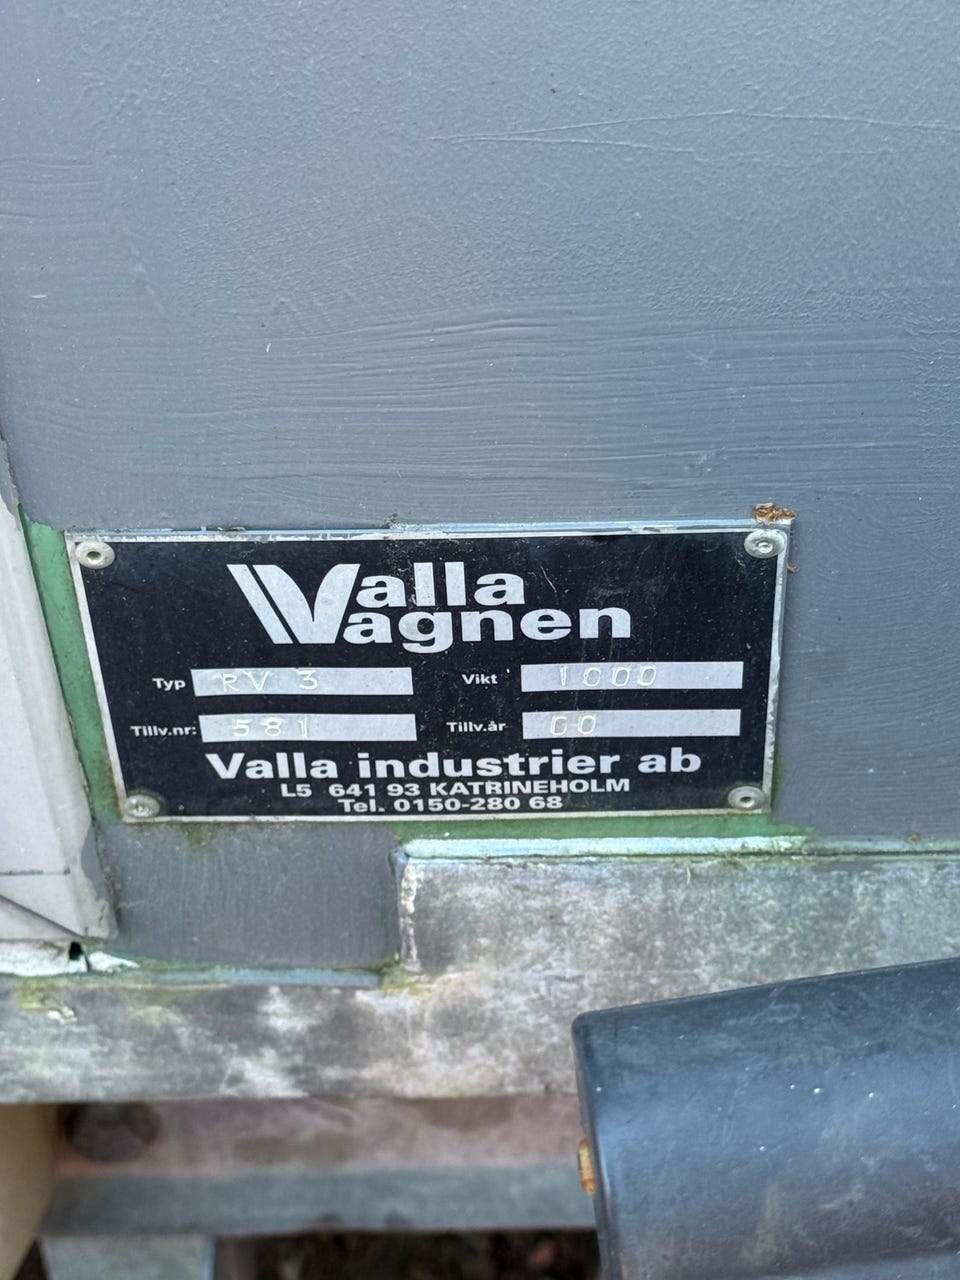 Valla
Vagnen
Typ RV 3 Vikt 1000
Tillv.nr: 581 Tillv.år 00
Valla industrier ab
L5 641 93 KATRINEHOLM
Tel. 0150-280 68